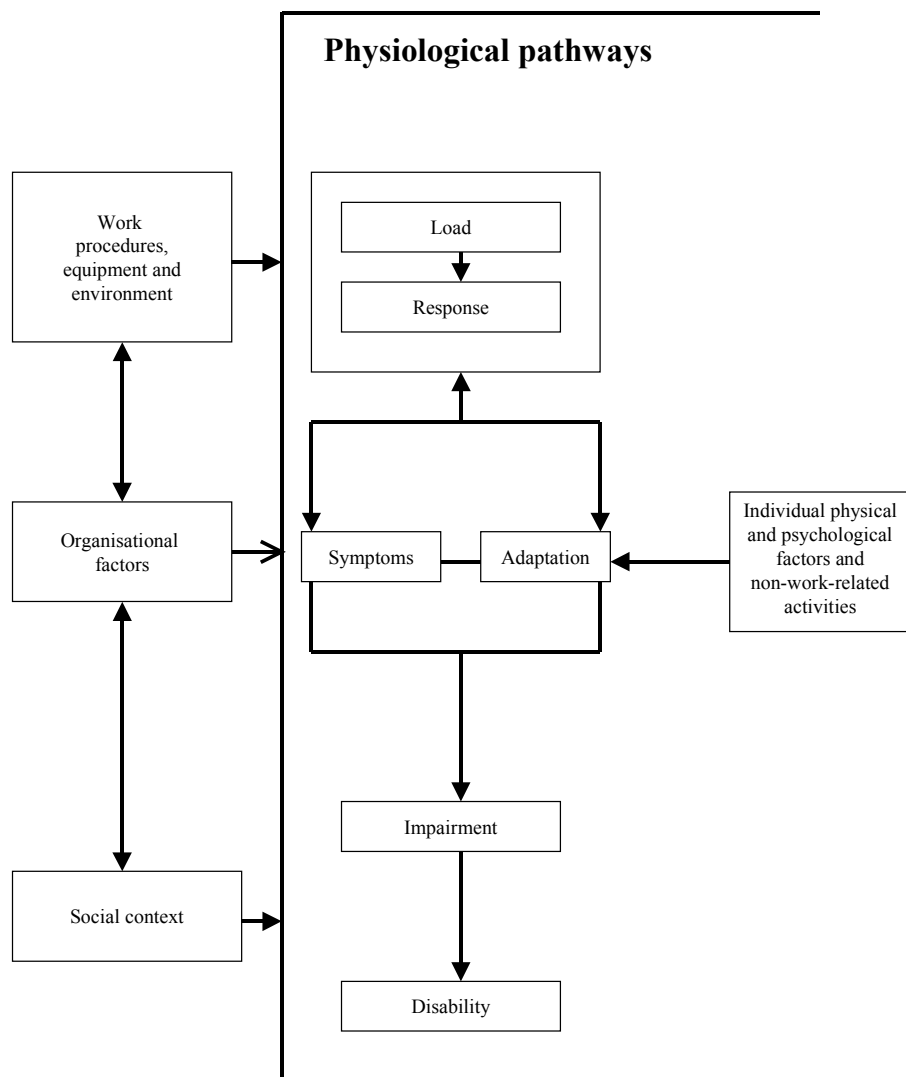 Physiological pathways
Work
procedures,
equipment and
environment
Load
Response
Organisational
factors
Symptoms
Adaptation
Individual physical
and psychological
factors and
non-work-related
activities
Impairment
Social context
Disability